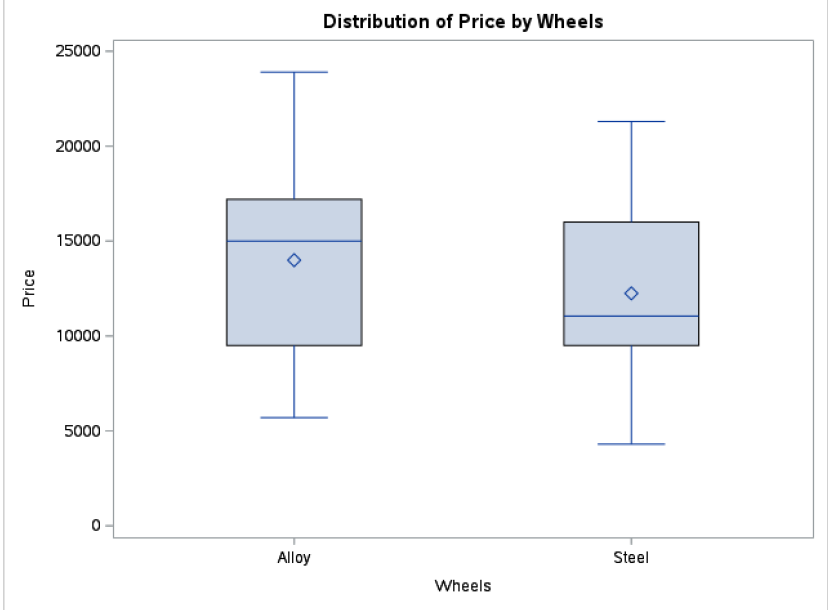 Distribution of Price by Wheels
25000
20000
15000
10000
5000
0
Price
Alloy Steel
Wheels